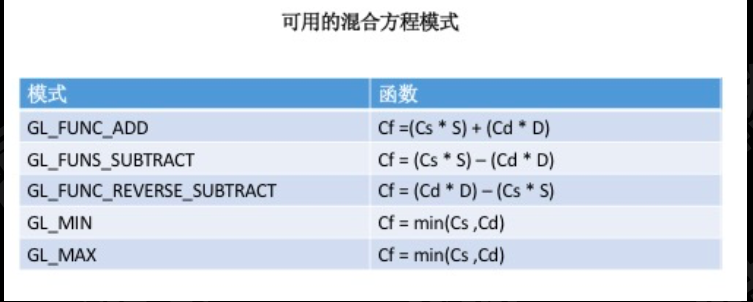 可用的混合方程模式
模式 函数
GL_FUNC_ADD Cf =(Cs * S) + (Cd * D)
GL_FUNS_SUBTRACT Cf = (Cs * S) – (Cd * D)
GL_FUNC_REVERSE_SUBTRACT Cf = (Cd * D) – (Cs * S)
GL_MIN Cf = min(Cs ,Cd)
GL_MAX Cf = min(Cs ,Cd)